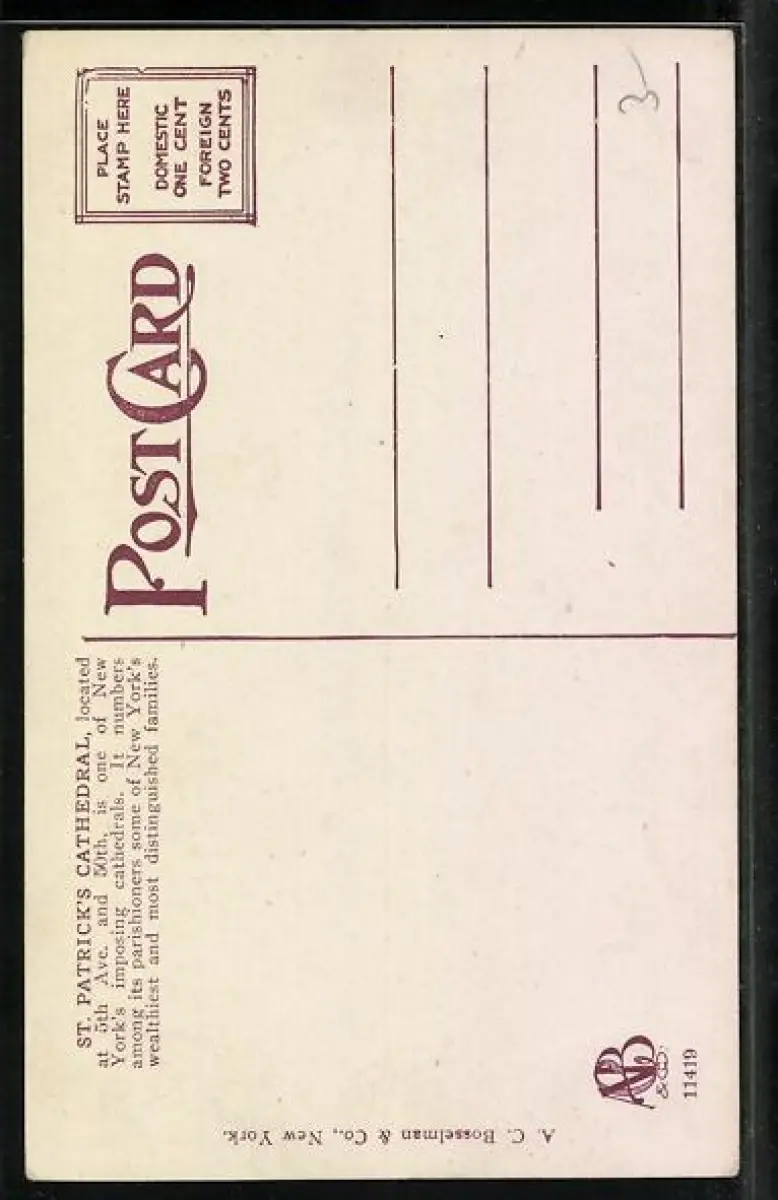 ST. PATRICK'S CATHEDRAL, located
at 5th Ave. and 50th, is one of New
York's imposing cathedrals. It numbers
among its parishioners some of New York's
wealthiest and most distinguished families.
POST CARD
PLACE
STAMP HERE
DOMESTIC
ONE CENT
FOREIGN
TWO CENTS
3-
A. C. Bosselman & Co., New York.
AB
& CO.
11419